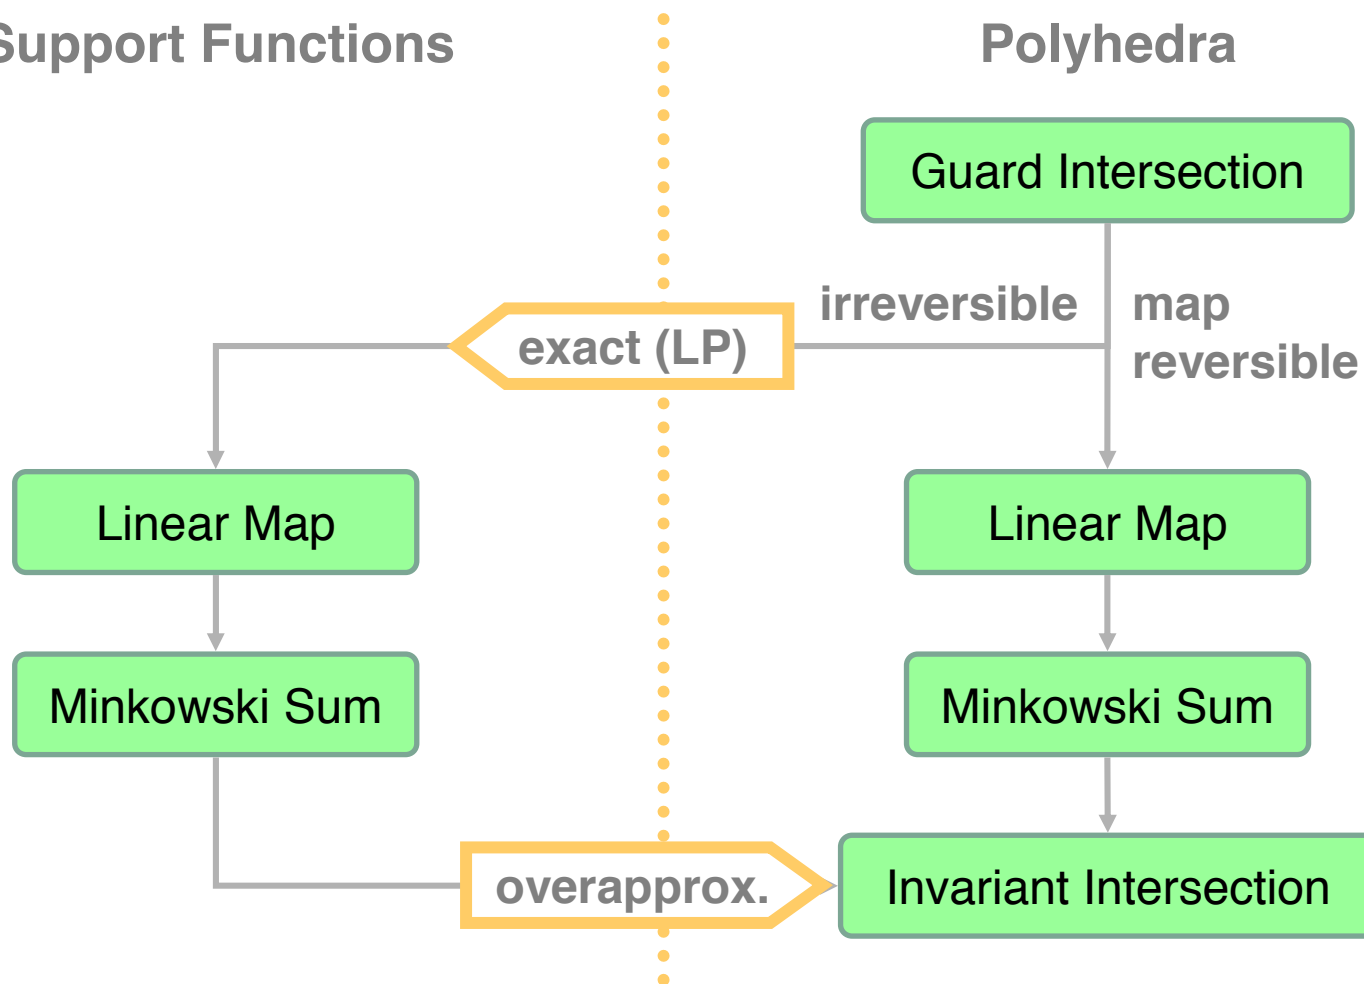 Support Functions
Polyhedra
Guard Intersection
irreversible
map
reversible
exact (LP)
Linear Map
Linear Map
Minkowski Sum
Minkowski Sum
overapprox.
Invariant Intersection